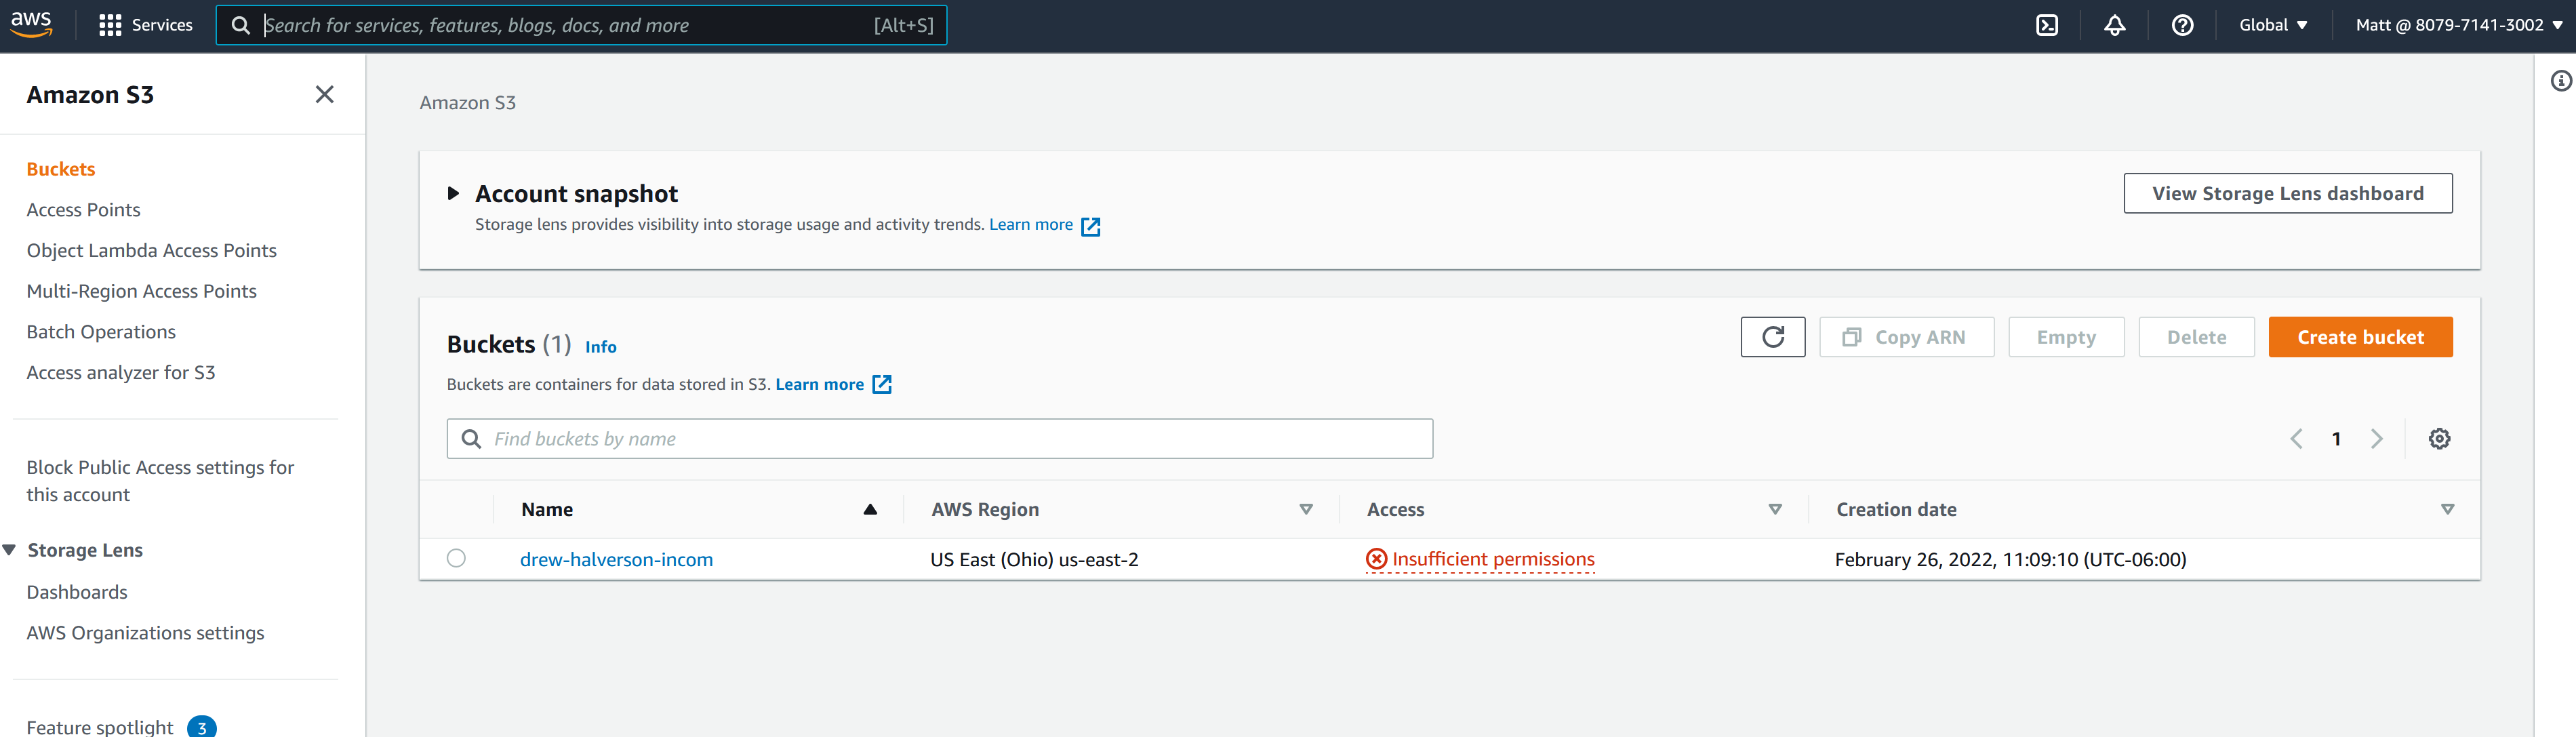 aws
Services
Search for services, features, blogs, docs, and more
[Alt+S]
Global
Matt @ 8079-7141-3002
Amazon S3
Buckets
Access Points
Object Lambda Access Points
Multi-Region Access Points
Batch Operations
Access analyzer for S3
Block Public Access settings for
this account
Storage Lens
Dashboards
AWS Organizations settings
Feature spotlight 3
Amazon S3
Account snapshot
Storage lens provides visibility into storage usage and activity trends. Learn more
View Storage Lens dashboard
Buckets (1) Info
Buckets are containers for data stored in S3. Learn more
Copy ARN
Empty
Delete
Create bucket
Find buckets by name
1
Name AWS Region Access Creation date
drew-halverson-incom US East (Ohio) us-east-2 Insufficient permissions February 26, 2022, 11:09:10 (UTC-06:00)